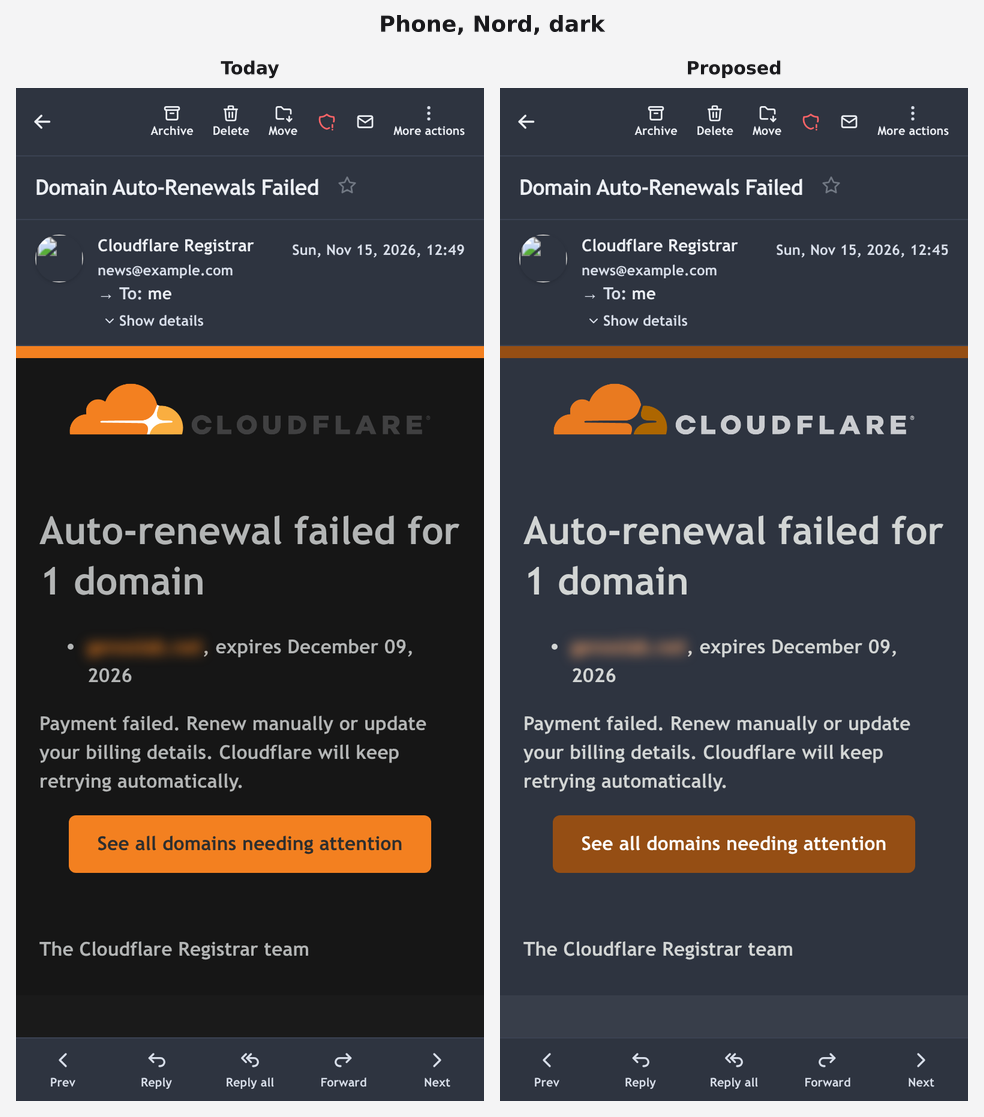 Phone, Nord, dark
Today
Archive Delete Move More actions
Domain Auto-Renewals Failed
Cloudflare Registrar
Sun, Nov 15, 2026, 12:49
news@example.com
→ To: me
Show details
CLOUDFLARE
Auto-renewal failed for
1 domain
• , expires December 09,
2026
Payment failed. Renew manually or update
your billing details. Cloudflare will keep
retrying automatically.
See all domains needing attention
The Cloudflare Registrar team
Prev Reply Reply all Forward Next
Proposed
Archive Delete Move More actions
Domain Auto-Renewals Failed
Cloudflare Registrar
Sun, Nov 15, 2026, 12:45
news@example.com
→ To: me
Show details
CLOUDFLARE
Auto-renewal failed for
1 domain
• , expires December 09,
2026
Payment failed. Renew manually or update
your billing details. Cloudflare will keep
retrying automatically.
See all domains needing attention
The Cloudflare Registrar team
Prev Reply Reply all Forward Next